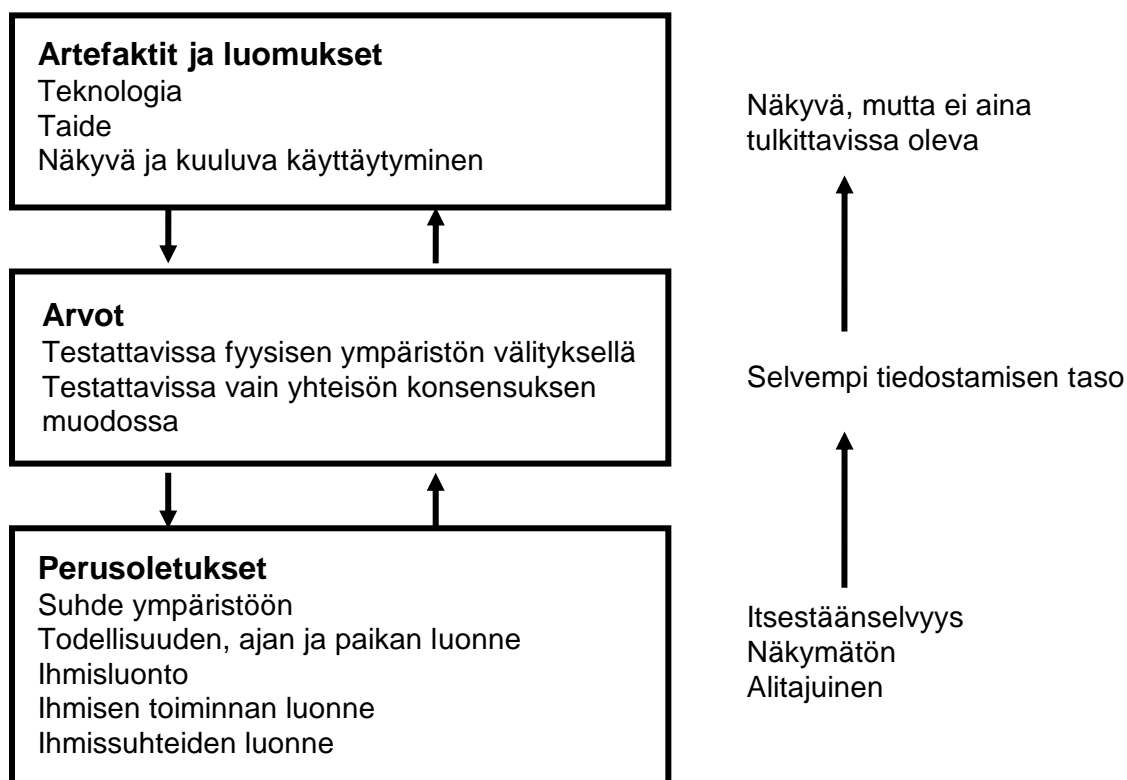 Artefaktit ja luomukset
Teknologia
Taide
Näkyvä ja kuuluva käyttäytyminen
Näkyvä, mutta ei aina
tulkittavissa oleva
Arvot
Testattavissa fyysisen ympäristön välityksellä
Testattavissa vain yhteisön konsensuksen
muodossa
Selvempi tiedostamisen taso
Perusoletukset
Suhde ympäristöön
Todellisuuden, ajan ja paikan luonne
Ihmisluonto
Ihmisen toiminnan luonne
Ihmissuhteiden luonne
Itsestäänselvyys
Näkymätön
Alitajuinen